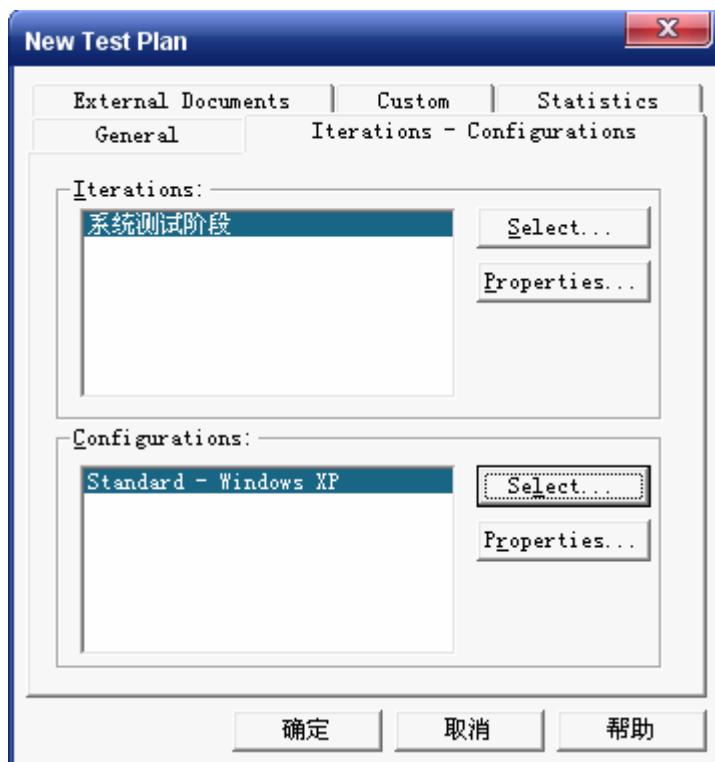 New Test Plan
External Documents Custom Statistics
General Iterations - Configurations
Iterations:
系统测试阶段
Select...
Properties...
Configurations:
Standard - Windows XP
Select...
Properties...
确定 取消 帮助